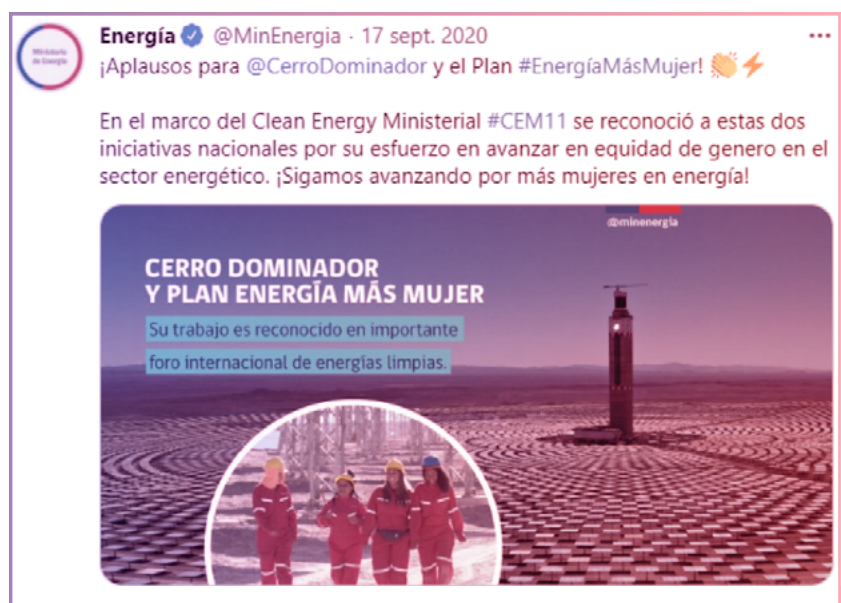 Energía @MinEnergia · 17 sept. 2020
Ministerio
de Energía
¡Aplausos para @CerroDominador y el Plan #EnergíaMásMujer! 👏⚡
En el marco del Clean Energy Ministerial #CEM11 se reconoció a estas dos
iniciativas nacionales por su esfuerzo en avanzar en equidad de genero en el
sector energético. ¡Sigamos avanzando por más mujeres en energía!
@minenergia
CERRO DOMINADOR
Y PLAN ENERGÍA MÁS MUJER
Su trabajo es reconocido en importante
foro internacional de energías limpias.